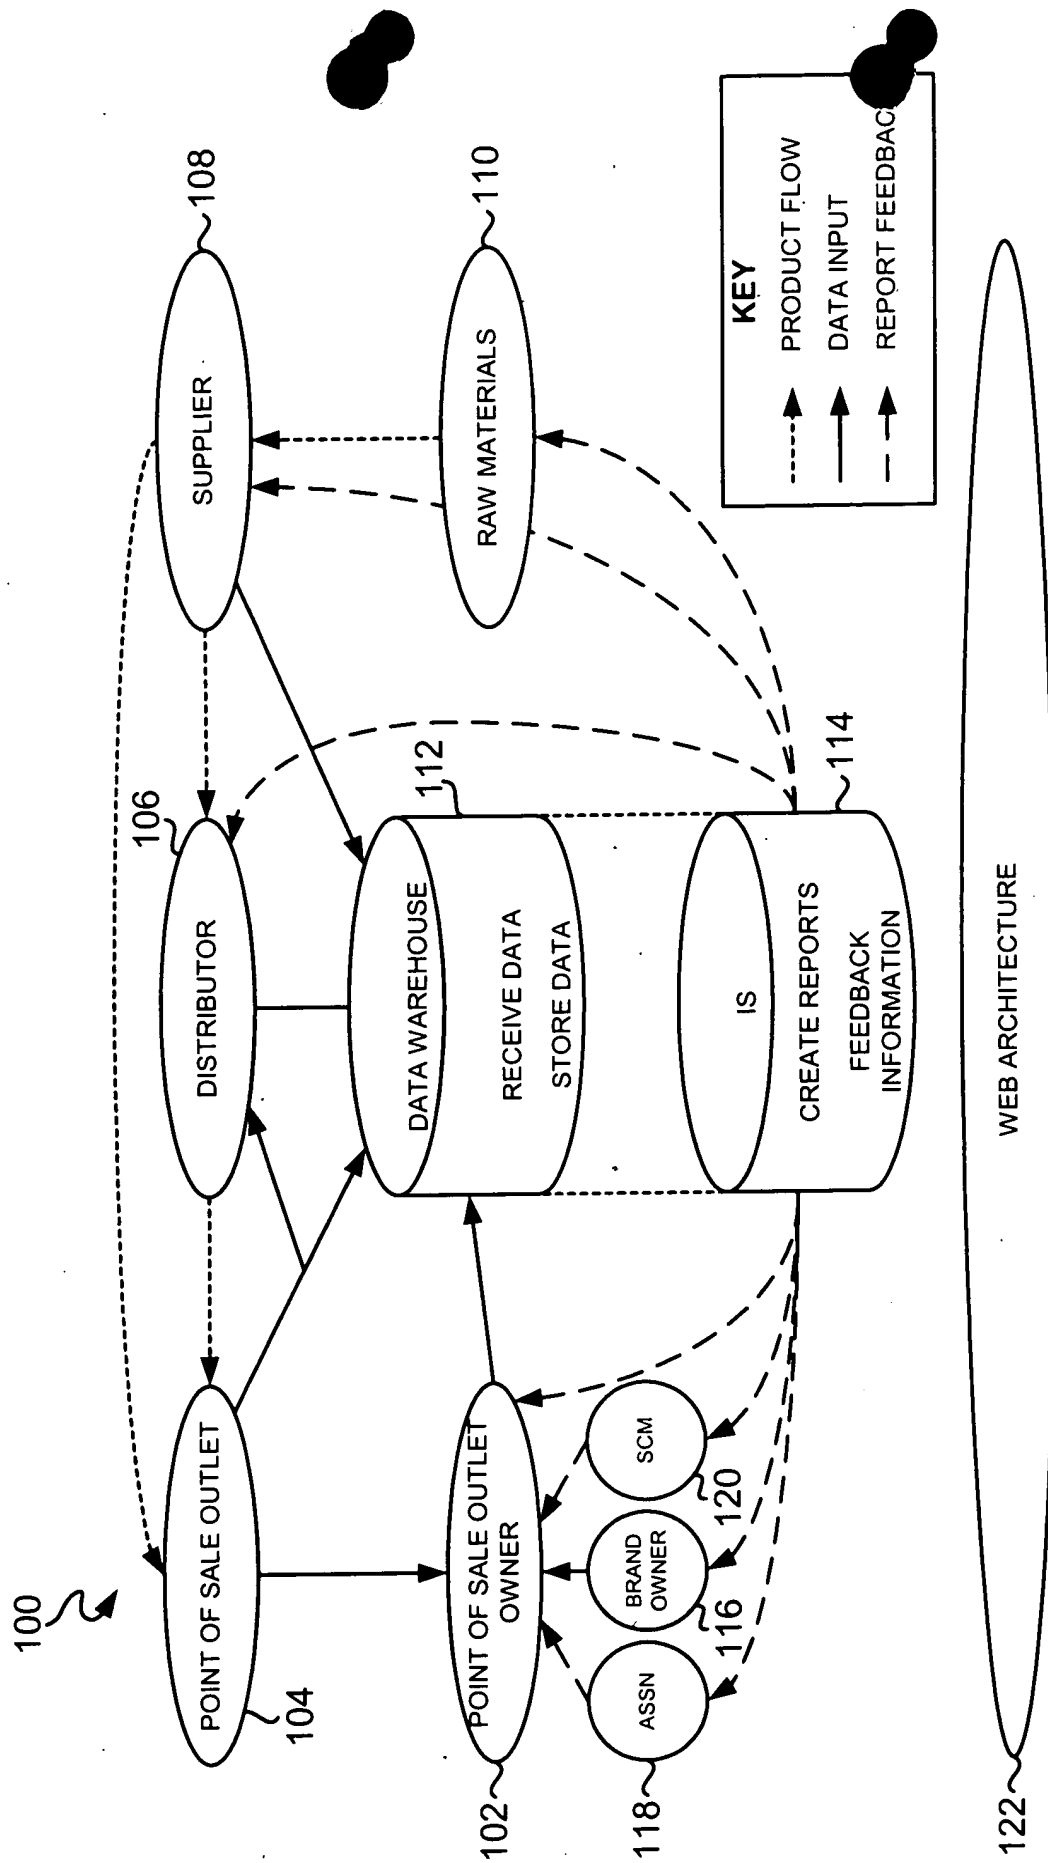 100
104
POINT OF SALE OUTLET
106
DISTRIBUTOR
108
SUPPLIER
102
POINT OF SALE OUTLET
OWNER
112
DATA WAREHOUSE
RECEIVE DATA
STORE DATA
110
RAW MATERIALS
118
ASSN
116
BRAND
OWNER
120
SCM
114
IS
CREATE REPORTS
FEEDBACK
INFORMATION
KEY
PRODUCT FLOW
DATA INPUT
REPORT FEEDBAC
122
WEB ARCHITECTURE